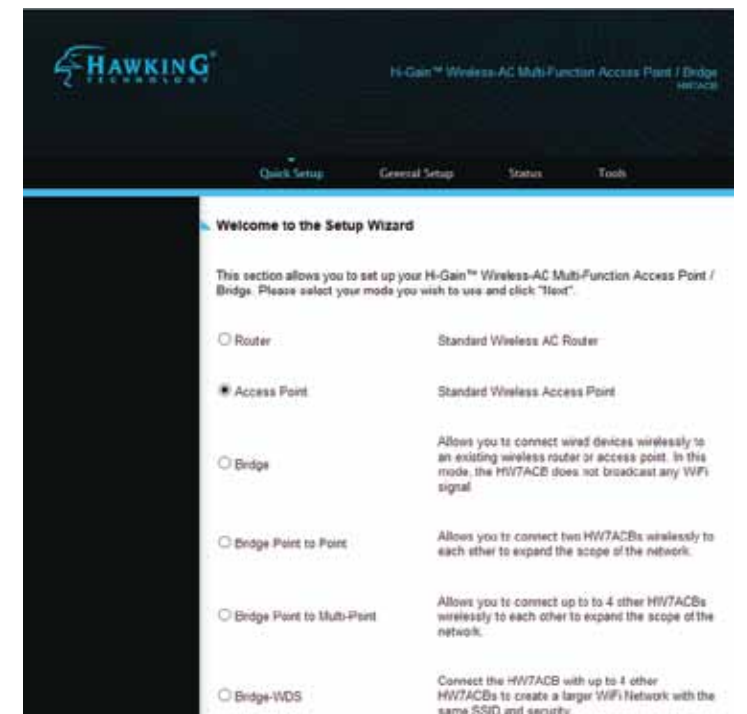 HAWKING
TECHNOLOGY
Hi-Gain™ Wireless-AC Multi-Function Access Point / Bridge
HW7ACB
Quick Setup General Setup Status Tools
Welcome to the Setup Wizard
This section allows you to set up your Hi-Gain™ Wireless-AC Multi-Function Access Point /
Bridge. Please select your mode you wish to use and click "Next".
Router Standard Wireless AC Router
Access Point Standard Wireless Access Point
Bridge
Allows you to connect wired devices wirelessly to
an existing wireless router or access point. In this
mode, the HW7ACB does not broadcast any WiFi
signal
Bridge Point to Point
Allows you to connect two HW7ACBs wirelessly to
each other to expand the scope of the network.
Bridge Point to Multi-Point
Allows you to connect up to to 4 other HW7ACBs
wirelessly to each other to expand the scope of the
network.
Bridge-WDS
Connect the HW7ACB with up to 4 other
HW7ACBs to create a larger WiFi Network with the
same SSID and security